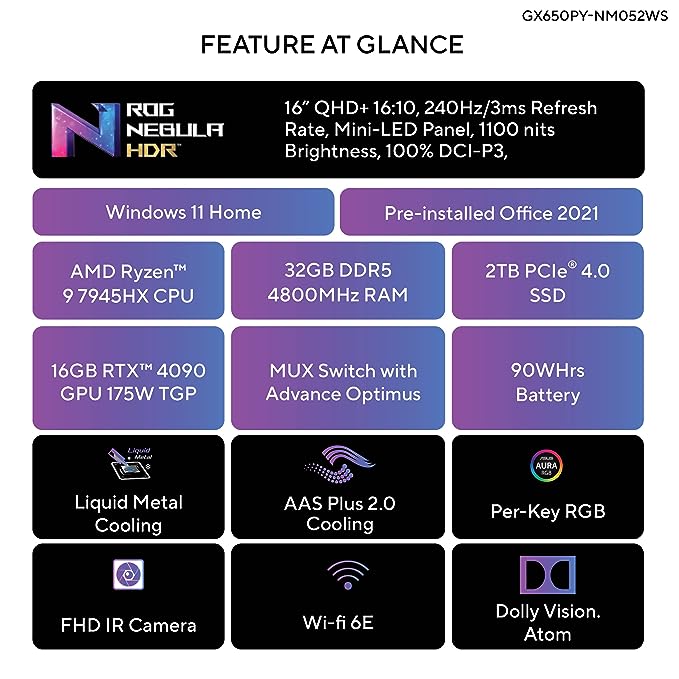 GX650PY-NM052WS
FEATURE AT GLANCE
ROG
NEBULA
HDR™
16” QHD+ 16:10, 240Hz/3ms Refresh
Rate, Mini-LED Panel, 1100 nits
Brightness, 100% DCI-P3,
Windows 11 Home
Pre-installed Office 2021
AMD Ryzen™
9 7945HX CPU
32GB DDR5
4800MHz RAM
2TB PCIe® 4.0
SSD
16GB RTX™ 4090
GPU 175W TGP
MUX Switch with
Advance Optimus
90WHrs
Battery
Liquid
Metal
Liquid Metal
Cooling
AAS Plus 2.0
Cooling
ASUS
AURA
RGB
Per-Key RGB
FHD IR Camera
Wi-fi 6E
Dolly Vision.
Atom